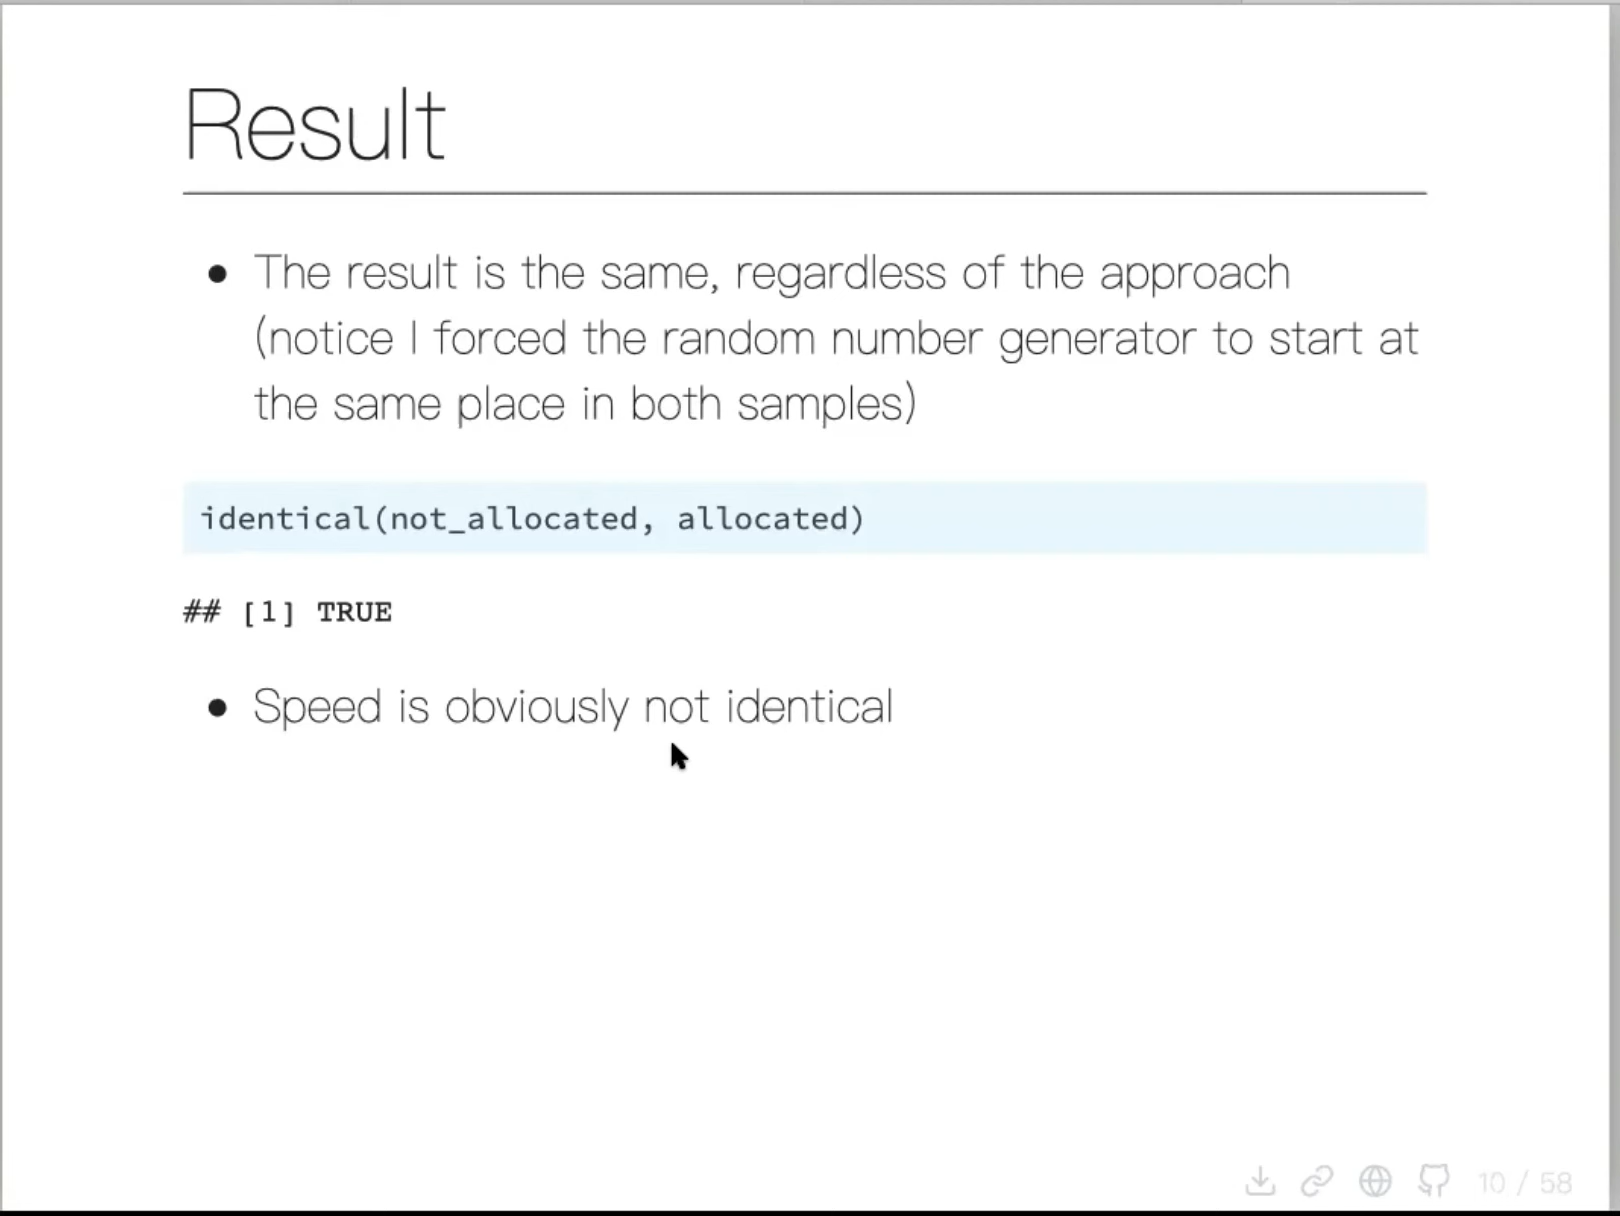 Result
● The result is the same, regardless of the approach
(notice I forced the random number generator to start at
the same place in both samples)
identical(not_allocated, allocated)
## [1] TRUE
● Speed is obviously not identical
10 / 58